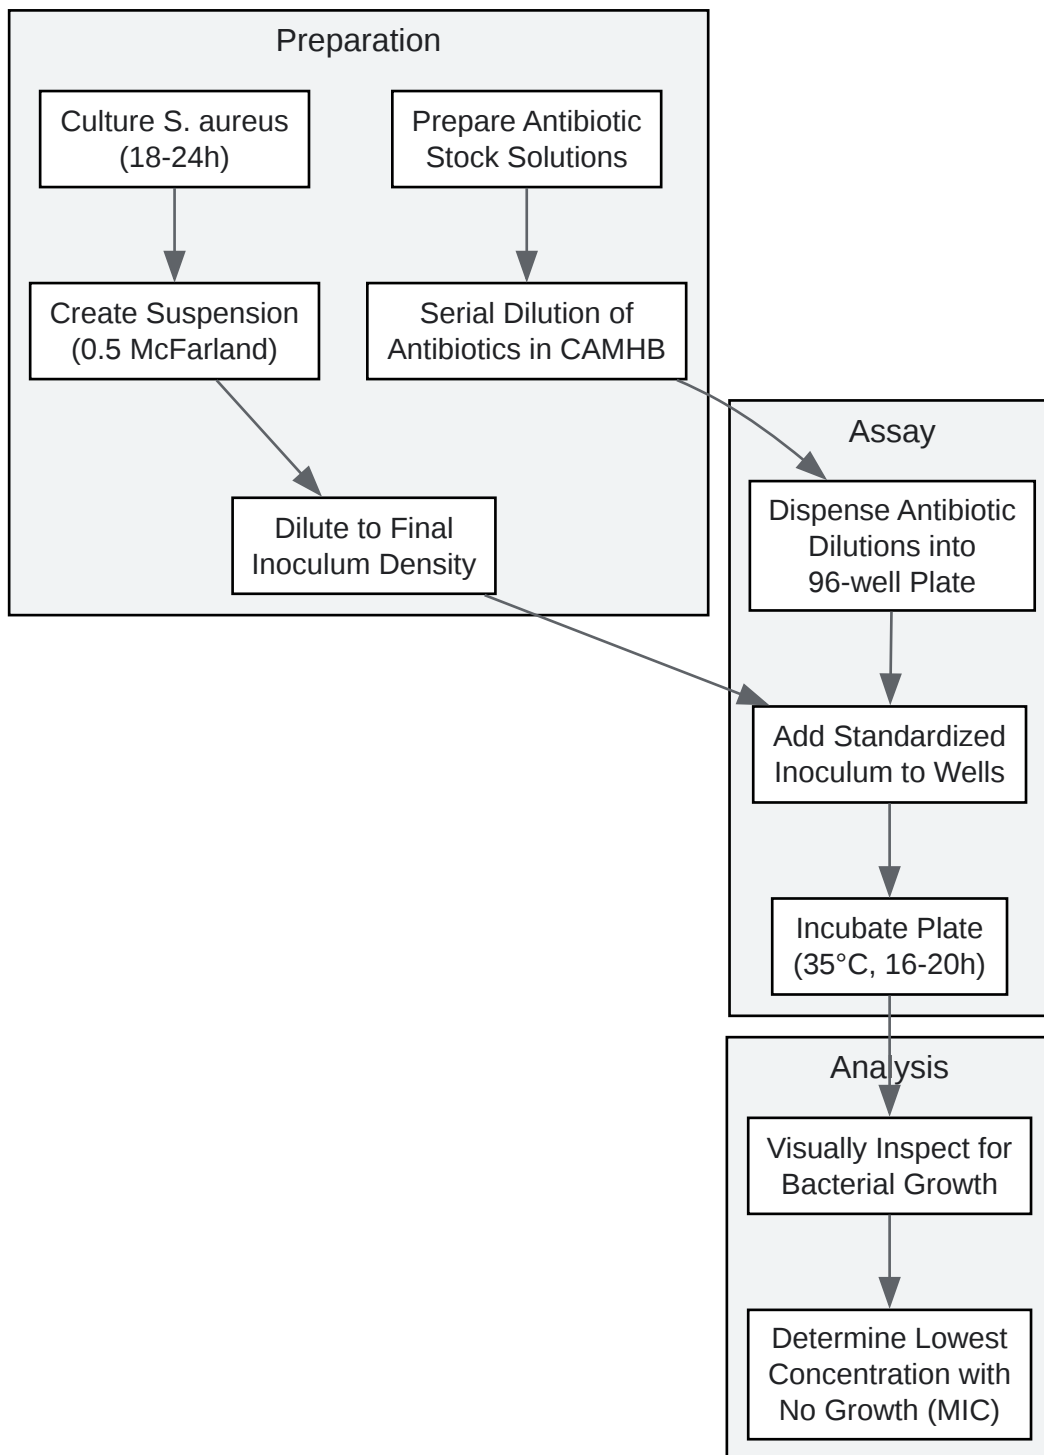 Preparation
Culture S. aureus
(18-24h)
Prepare Antibiotic
Stock Solutions
Create Suspension
(0.5 McFarland)
Serial Dilution of
Antibiotics in CAMHB
Dilute to Final
Inoculum Density
Assay
Dispense Antibiotic
Dilutions into
96-well Plate
Add Standardized
Inoculum to Wells
Incubate Plate
(35°C, 16-20h)
Analysis
Visually Inspect for
Bacterial Growth
Determine Lowest
Concentration with
No Growth (MIC)